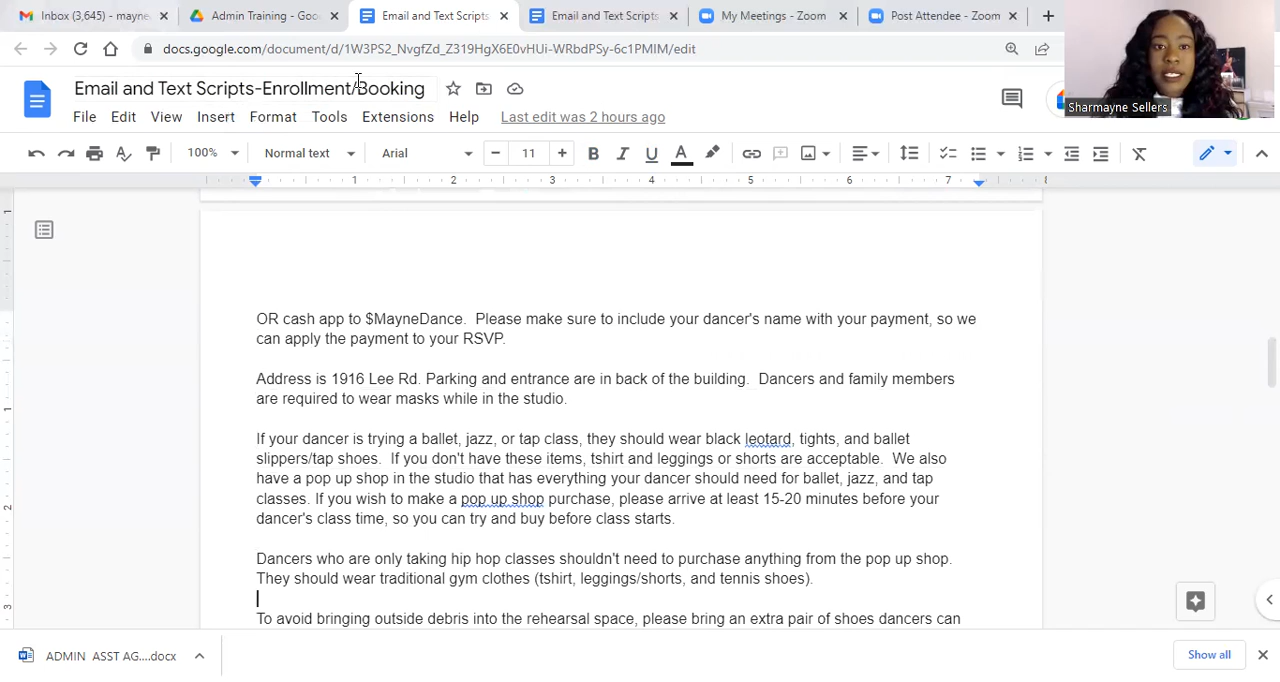 Inbox (3,645) - mayne
Admin Training - Goo
Email and Text Scripts
Email and Text Scripts
My Meetings - Zoom
Post Attendee - Zoom
docs.google.com/document/d/1W3PS2_NvgfZd_Z319HgX6E0vHUi-WRbdPSy-6c1PMIM/edit
Email and Text Scripts-Enrollment/Booking
Sharmayne Sellers
File Edit View Insert Format Tools Extensions Help Last edit was 2 hours ago
100% Normal text Arial 11 B I U A
1 2 3 4 5 6 7
1
1
2
3
OR cash app to $MayneDance. Please make sure to include your dancer's name with your payment, so we
can apply the payment to your RSVP.
Address is 1916 Lee Rd. Parking and entrance are in back of the building. Dancers and family members
are required to wear masks while in the studio.
If your dancer is trying a ballet, jazz, or tap class, they should wear black leotard, tights, and ballet
slippers/tap shoes. If you don't have these items, tshirt and leggings or shorts are acceptable. We also
have a pop up shop in the studio that has everything your dancer should need for ballet, jazz, and tap
classes. If you wish to make a pop up shop purchase, please arrive at least 15-20 minutes before your
dancer's class time, so you can try and buy before class starts.
Dancers who are only taking hip hop classes shouldn't need to purchase anything from the pop up shop.
They should wear traditional gym clothes (tshirt, leggings/shorts, and tennis shoes).
To avoid bringing outside debris into the rehearsal space, please bring an extra pair of shoes dancers can
ADMIN ASST AG....docx
Show all